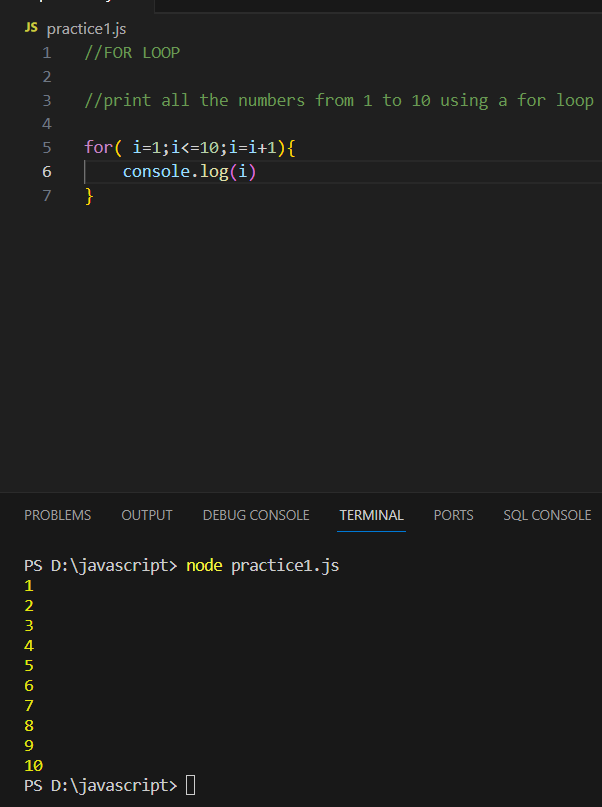 JS practice1.js
1 //FOR LOOP
2
3 //print all the numbers from 1 to 10 using a for loop
4
5 for( i=1;i<=10;i=i+1){
6 console.log(i)
7 }
PROBLEMS OUTPUT DEBUG CONSOLE TERMINAL PORTS SQL CONSOLE
PS D:\javascript> node practice1.js
1
2
3
4
5
6
7
8
9
10
PS D:\javascript>